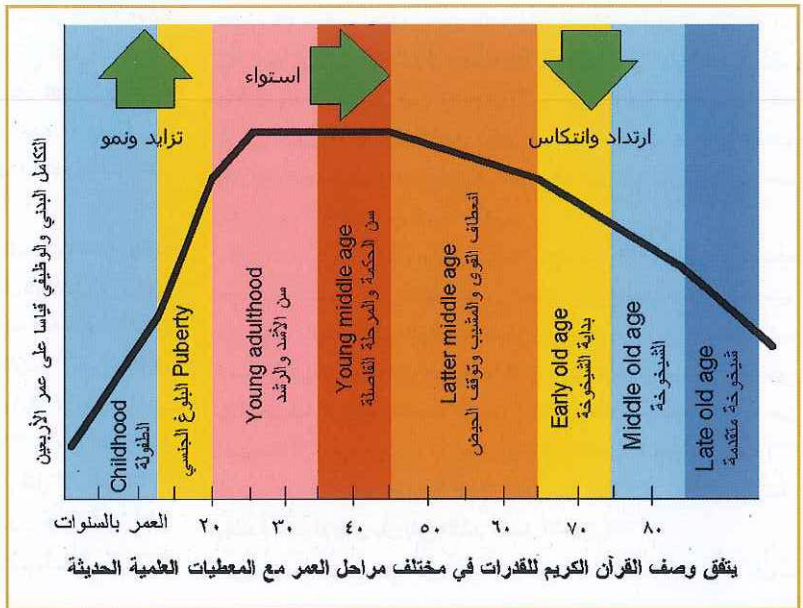 استواء
تزايد ونمو
ارتداد وانتكاس
التكامل البدني والوظيفي قياسا على عمر الأربعين
Childhood
الطفولة
Puberty البلوغ الجنسي
Young adulthood
سن الأشد والرشد
Young middle age
سن الحكمة والمرحلة الفاصلة
Latter middle age
انعطاف القوى والمشيب وتوقف الحيض
Early old age
بداية الشيخوخة
Middle old age
الشيخوخة
Late old age
شيخوخة متقدمة
العمر بالسنوات ٢٠ ٣٠ ٤٠ ٥٠ ٦٠ ٧٠ ٨٠
يتفق وصف القرآن الكريم للقدرات في مختلف مراحل العمر مع المعطيات العلمية الحديثة